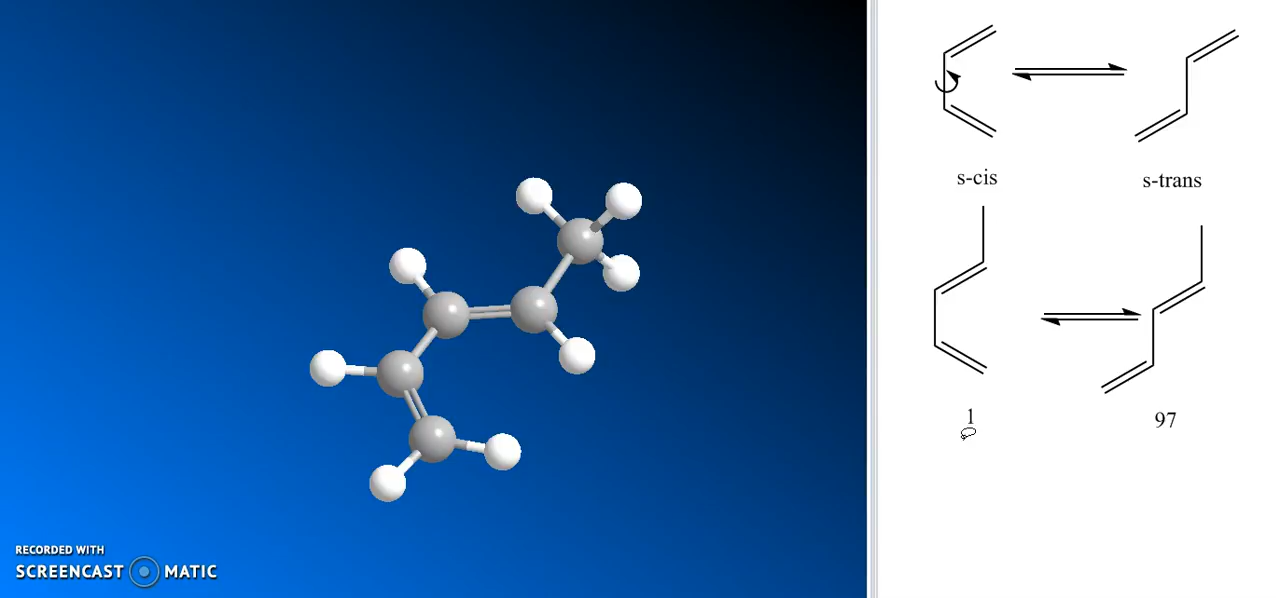 s-cis
s-trans
1
97
RECORDED WITH
SCREENCAST MATIC